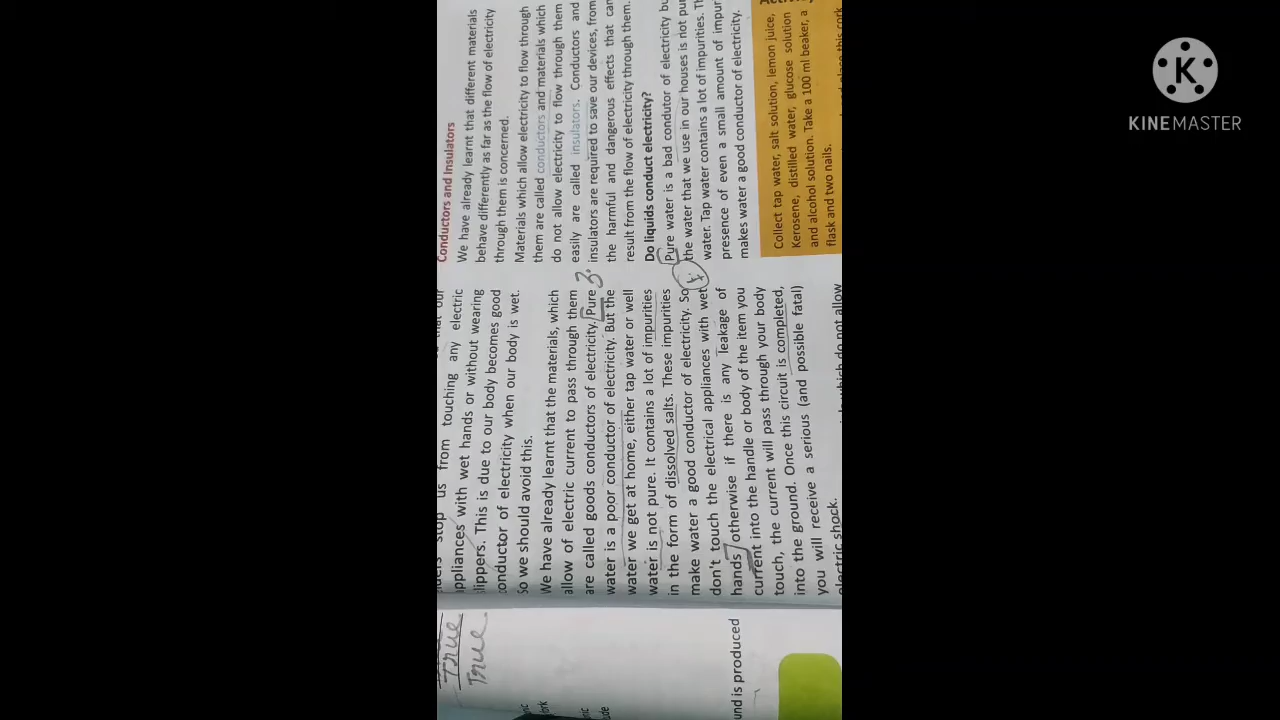 us from touching any electric
appliances with wet hands or without wearing
slippers. This is due to our body becomes good
conductor of electricity when our body is wet.
So we should avoid this.
We have already learnt that the materials, which
allow of electric current to pass through them
are called goods conductors of electricity. Pure
water is a poor conductor of electricity. But the
water we get at home, either tap water or well
water is not pure. It contains a lot of impurities
in the form of dissolved salts. These impurities
make water a good conductor of electricity. So
don't touch the electrical appliances with wet
hands otherwise if there is any leakage of
current into the handle or body of the item you
touch, the current will pass through your body
into the ground. Once this circuit is completed,
you will receive a serious (and possible fatal)
electric shock.
which do not allow
Conductors and Insulators
We have already learnt that different materials
behave differently as far as the flow of electricity
through them is concerned.
Materials which allow electricity to flow through
them are called conductors and materials which
do not allow electricity to flow through them
easily are called insulators. Conductors and
insulators are required to save our devices, from
the harmful and dangerous effects that can
result from the flow of electricity through them.
Do liquids conduct electricity?
Pure water is a bad condutor of electricity bu
the water that we use in our houses is not pur
water. Tap water contains a lot of impurities. Th
presence of even a small amount of impur
makes water a good conductor of electricity.
Collect tap water, salt solution, lemon juice,
Kerosene, distilled water, glucose solution
and alcohol solution. Take a 100 ml beaker, a
flask and two nails.
True
True
und is produced
3.
K
KINEMASTER